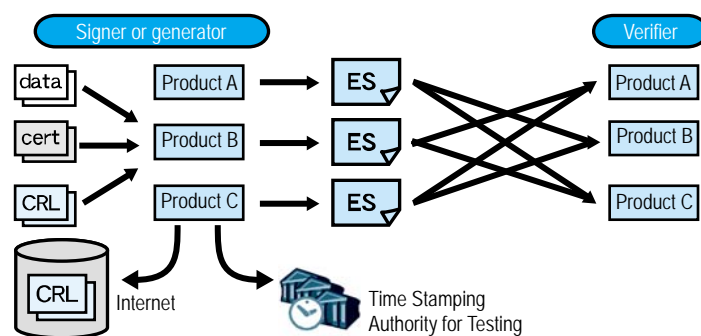 Signer or generator
Verifier
data
Product A
ES
Product A
cert
Product B
ES
Product B
CRL
Product C
ES
Product C
CRL
Internet
Time Stamping
Authority for Testing